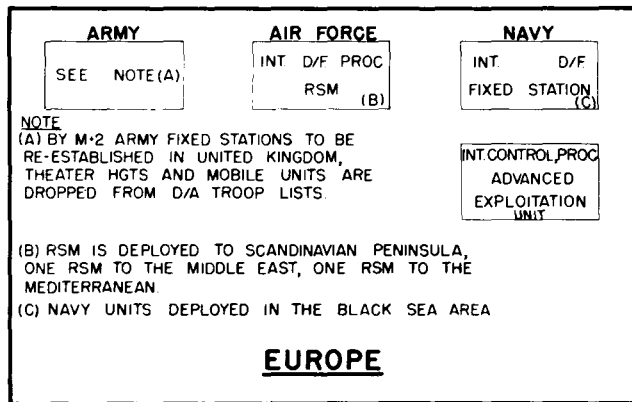 ARMY
SEE NOTE (A)
AIR FORCE
INT. D/F PROC
RSM
(B)
NAVY
INT. D/F
FIXED STATION
(C)
INT.CONTROL,PROC
ADVANCED
EXPLOITATION
UNIT
NOTE
(A) BY M+2 ARMY FIXED STATIONS TO BE
RE-ESTABLISHED IN UNITED KINGDOM,
THEATER HGTS AND MOBILE UNITS ARE
DROPPED FROM D/A TROOP LISTS.
(B) RSM IS DEPLOYED TO SCANDINAVIAN PENINSULA,
ONE RSM TO THE MIDDLE EAST, ONE RSM TO THE
MEDITERRANEAN.
(C) NAVY UNITS DEPLOYED IN THE BLACK SEA AREA
EUROPE